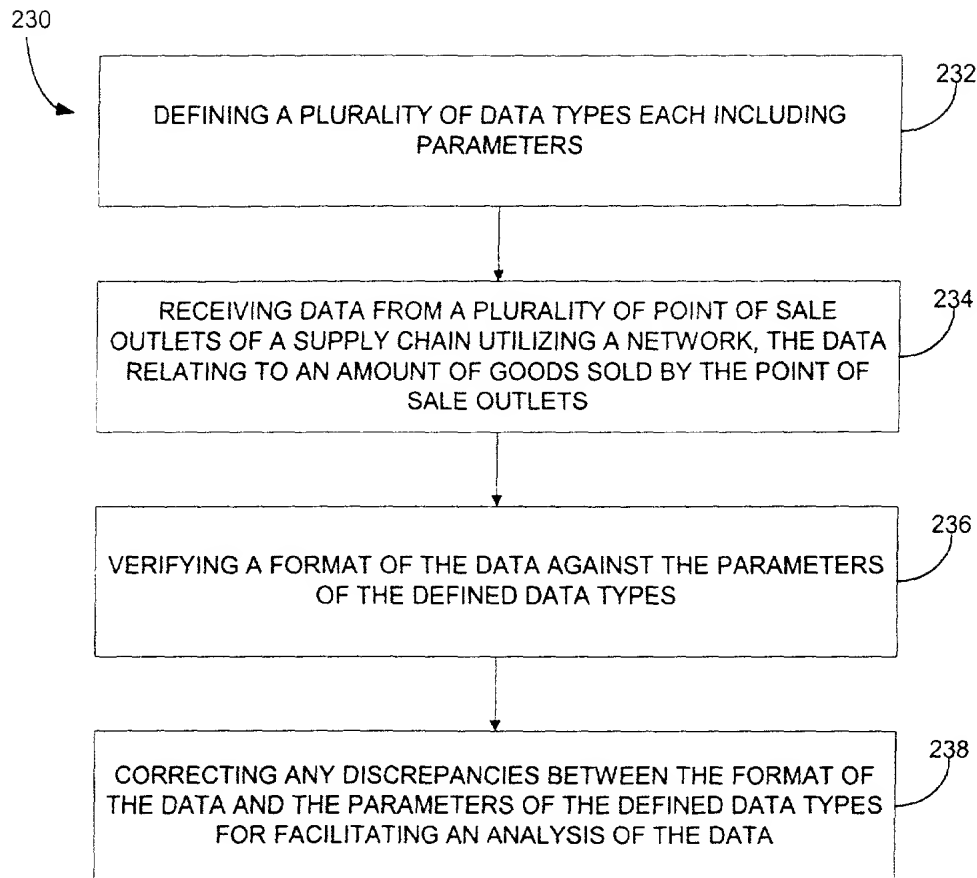 230
232
DEFINING A PLURALITY OF DATA TYPES EACH INCLUDING
PARAMETERS
234
RECEIVING DATA FROM A PLURALITY OF POINT OF SALE
OUTLETS OF A SUPPLY CHAIN UTILIZING A NETWORK, THE DATA
RELATING TO AN AMOUNT OF GOODS SOLD BY THE POINT OF
SALE OUTLETS
236
VERIFYING A FORMAT OF THE DATA AGAINST THE PARAMETERS
OF THE DEFINED DATA TYPES
238
CORRECTING ANY DISCREPANCIES BETWEEN THE FORMAT OF
THE DATA AND THE PARAMETERS OF THE DEFINED DATA TYPES
FOR FACILITATING AN ANALYSIS OF THE DATA